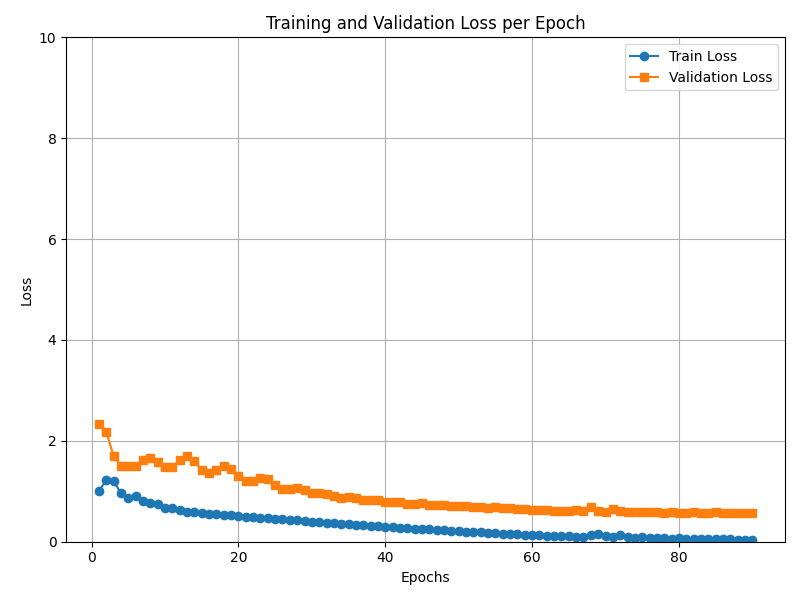 Training and Validation Loss per Epoch
10
8
6
4
2
0
Loss
Train Loss
Validation Loss
0 20 40 60 80
Epochs